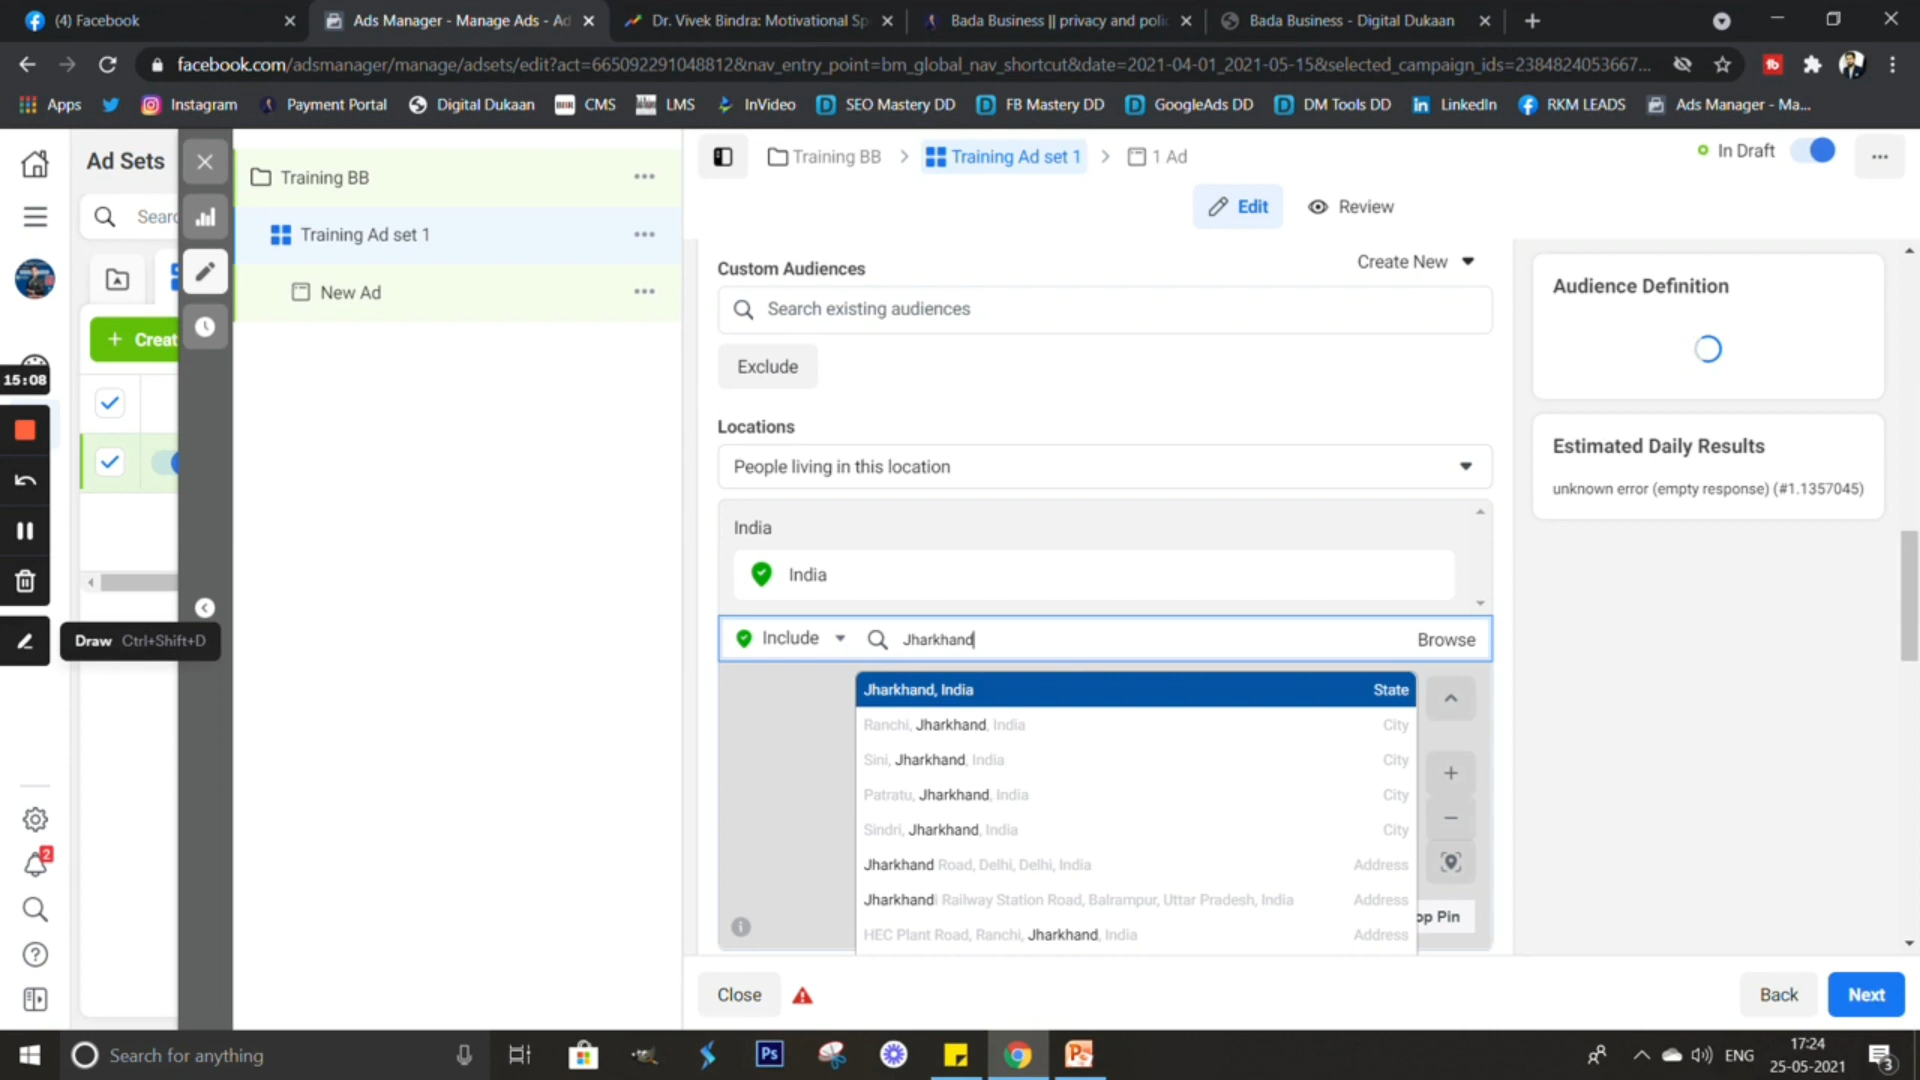 (4) Facebook
Ads Manager - Manage Ads - Ad
Dr. Vivek Bindra: Motivational Sp
Bada Business || privacy and polic
Bada Business - Digital Dukaan
facebook.com/adsmanager/manage/adsets/edit?act=665092291048812&nav_entry_point=bm_global_nav_shortcut&date=2021-04-01_2021-05-15&selected_campaign_ids=2384824053667...
Apps
Instagram
Payment Portal
Digital Dukaan
CMS
LMS
InVideo
SEO Mastery DD
FB Mastery DD
GoogleAds DD
DM Tools DD
LinkedIn
RKM LEADS
Ads Manager - Ma...
Ad Sets
Searc
+ Creat
15:08
Draw Ctrl+Shift+D
2
Training BB
Training Ad set 1
New Ad
Training BB > Training Ad set 1 > 1 Ad
In Draft
Edit
Review
Custom Audiences
Create New
Search existing audiences
Exclude
Locations
People living in this location
India
India
Include
Jharkhand
Browse
Jharkhand, India State
Ranchi, Jharkhand, India City
Sini, Jharkhand, India City
Patratu, Jharkhand, India City
Sindri, Jharkhand, India City
Jharkhand Road, Delhi, Delhi, India Address
Jharkhandi Railway Station Road, Balrampur, Uttar Pradesh, India Address
HEC Plant Road, Ranchi, Jharkhand, India Address
op Pin
Audience Definition
Estimated Daily Results
unknown error (empty response) (#1.1357045)
Close
Back
Next
Search for anything
Ps
ENG
17:24
25-05-2021
3